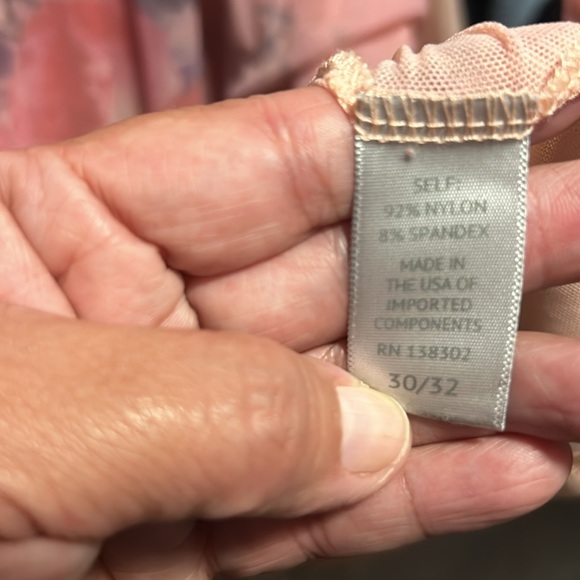 SELF:
92% NYLON
8% SPANDEX
MADE IN
THE USA OF
IMPORTED
COMPONENTS
RN 138302
30/32